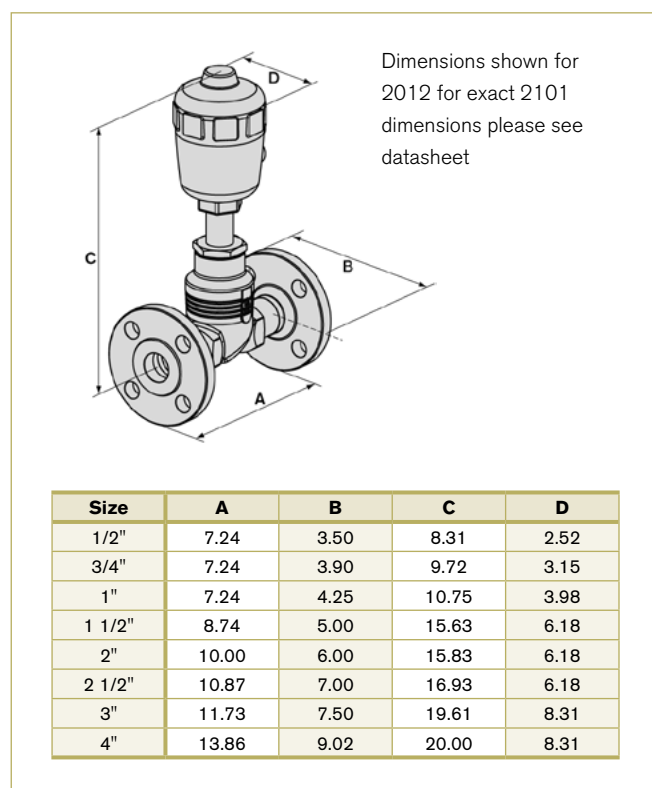 D
Dimensions shown for
2012 for exact 2101
dimensions please see
datasheet
C
B
A
Size A B C D
1/2" 7.24 3.50 8.31 2.52
3/4" 7.24 3.90 9.72 3.15
1" 7.24 4.25 10.75 3.98
1 1/2" 8.74 5.00 15.63 6.18
2" 10.00 6.00 15.83 6.18
2 1/2" 10.87 7.00 16.93 6.18
3" 11.73 7.50 19.61 8.31
4" 13.86 9.02 20.00 8.31